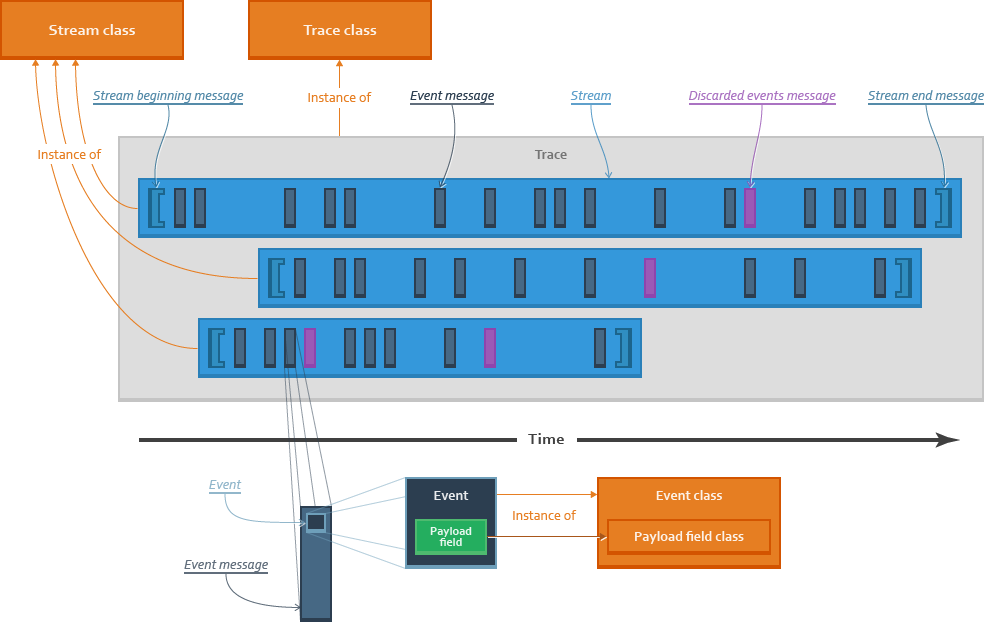 Stream class
Trace class
Stream beginning message
Instance of
Event message
Stream
Discarded events message
Stream end message
Instance of
Trace
Time
Event
Event message
Event
Payload
field
Instance of
Event class
Payload field class